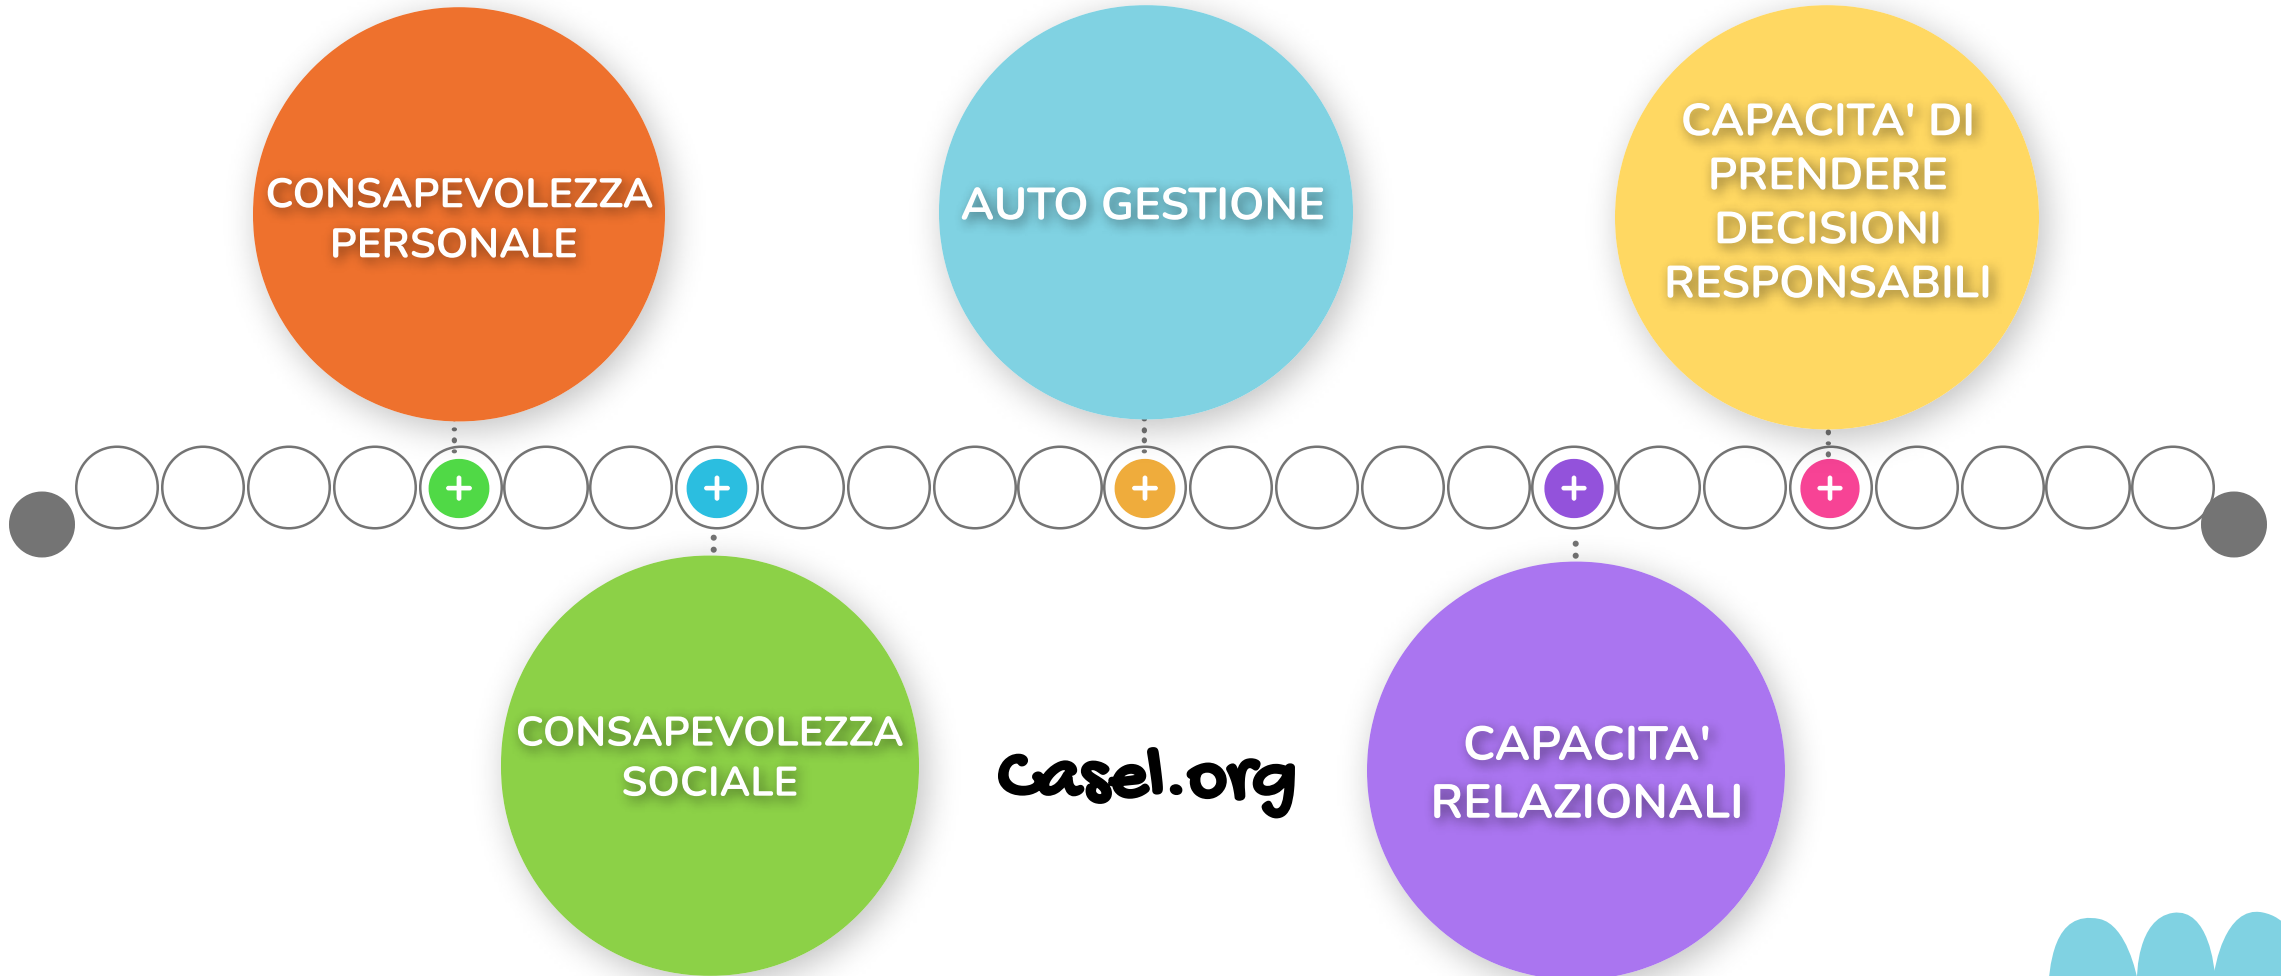 CONSAPEVOLEZZA
PERSONALE
AUTO GESTIONE
CAPACITA' DI
PRENDERE
DECISIONI
RESPONSABILI
CONSAPEVOLEZZA
SOCIALE
casel.org
CAPACITA'
RELAZIONALI